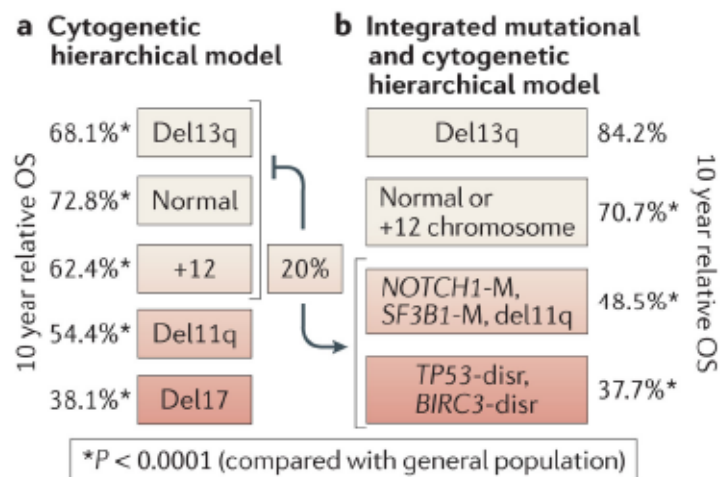 a Cytogenetic
hierarchical model
10 year relative OS
68.1%* Del13q
72.8%* Normal
62.4%* +12
54.4%* Del11q
38.1%* Del17
20%
b Integrated mutational
and cytogenetic
hierarchical model
Del13q 84.2%
Normal or
+12 chromosome
70.7%*
NOTCH1-M,
SF3B1-M, del11q
48.5%*
TP53-disr,
BIRC3-disr
37.7%*
10 year relative OS
*P < 0.0001 (compared with general population)